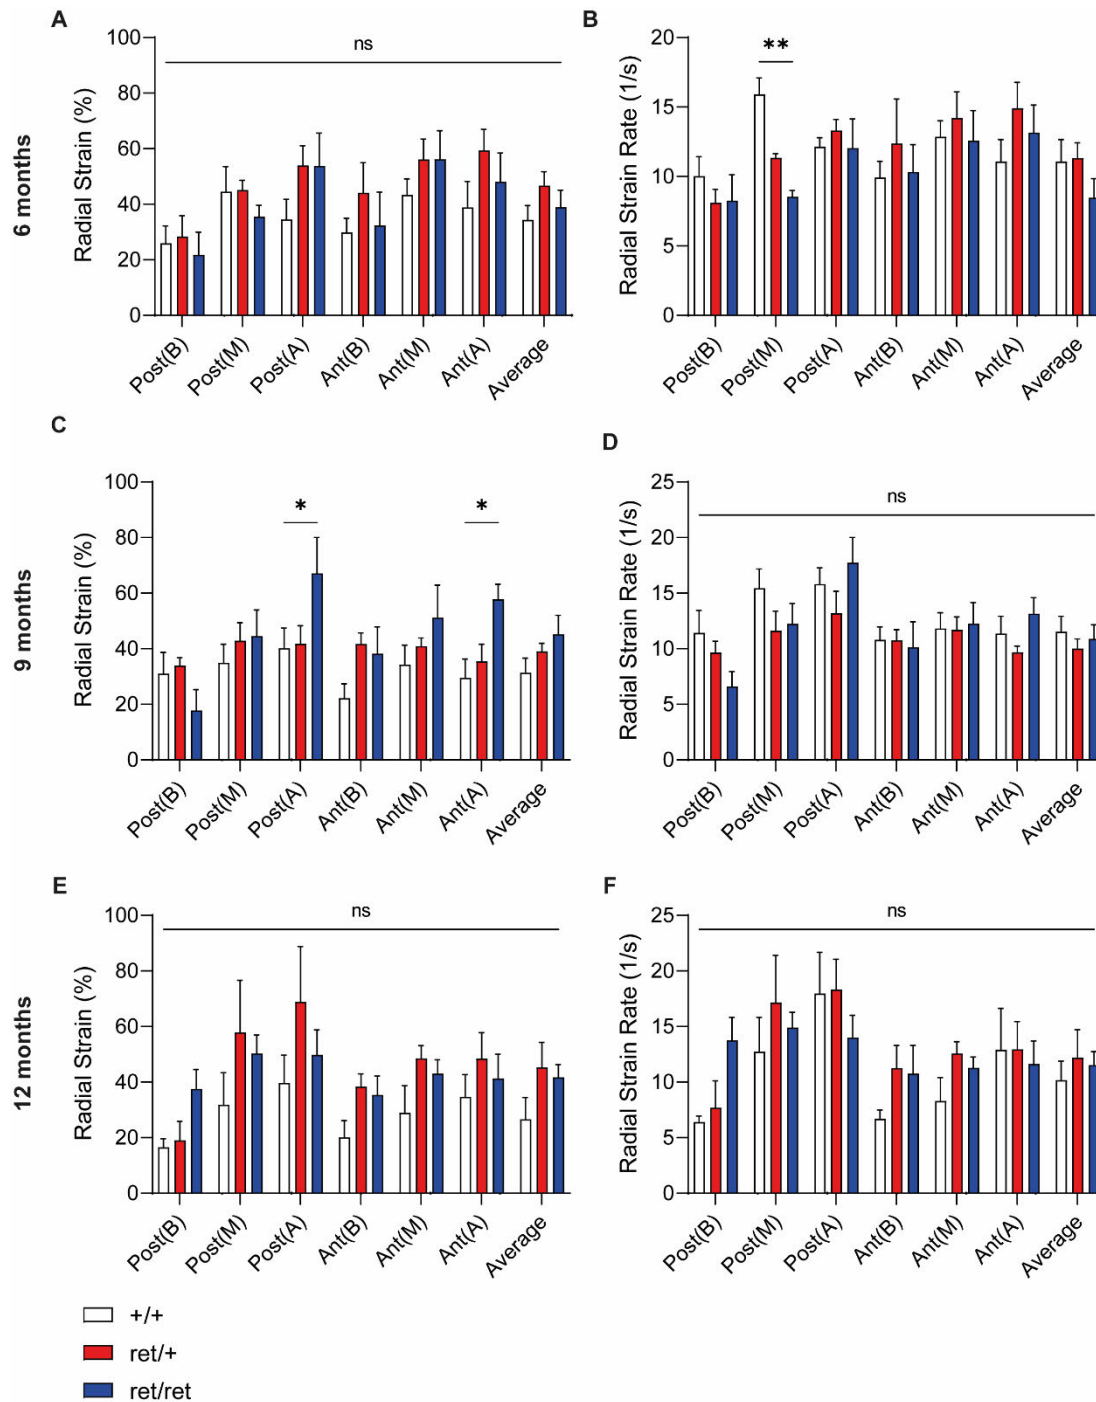 A
B
6 months
Radial Strain (%)
100
80
60
40
20
0
ns
Post(B)
Post(M)
Post(A)
Ant(B)
Ant(M)
Ant(A)
Average
Radial Strain Rate (1/s)
20
15
10
5
0
**
Post(B)
Post(M)
Post(A)
Ant(B)
Ant(M)
Ant(A)
Average
C
D
9 months
Radial Strain (%)
100
80
60
40
20
0
*
*
Post(B)
Post(M)
Post(A)
Ant(B)
Ant(M)
Ant(A)
Average
Radial Strain Rate (1/s)
25
20
15
10
5
0
ns
Post(B)
Post(M)
Post(A)
Ant(B)
Ant(M)
Ant(A)
Average
E
F
12 months
Radial Strain (%)
100
80
60
40
20
0
ns
Post(B)
Post(M)
Post(A)
Ant(B)
Ant(M)
Ant(A)
Average
Radial Strain Rate (1/s)
25
20
15
10
5
0
ns
Post(B)
Post(M)
Post(A)
Ant(B)
Ant(M)
Ant(A)
Average
+/+
ret/+
ret/ret